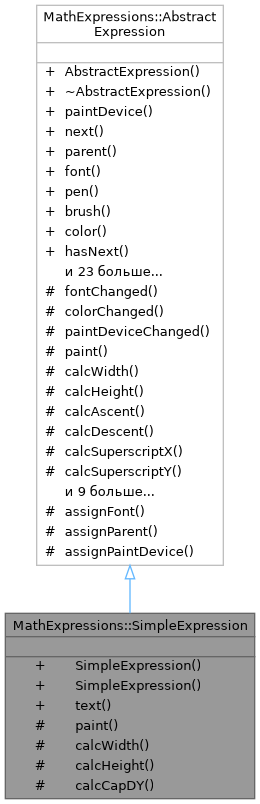 MathExpressions::Abstract
Expression
+ AbstractExpression()
+ ~AbstractExpression()
+ paintDevice()
+ next()
+ parent()
+ font()
+ pen()
+ brush()
+ color()
+ hasNext()
и 23 больше...
# fontChanged()
# colorChanged()
# paintDeviceChanged()
# paint()
# calcWidth()
# calcHeight()
# calcAscent()
# calcDescent()
# calcSuperscriptX()
# calcSuperscriptY()
и 9 больше...
# assignFont()
# assignParent()
# assignPaintDevice()
MathExpressions::SimpleExpression
+ SimpleExpression()
+ SimpleExpression()
+ text()
# paint()
# calcWidth()
# calcHeight()
# calcCapDY()